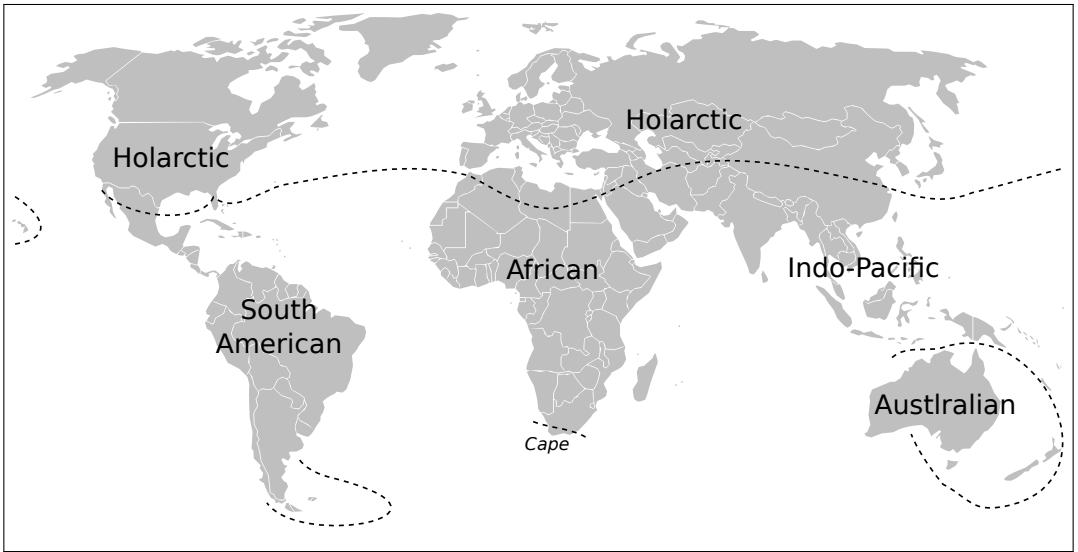 Holarctic
Holarctic
African
Indo-Pacific
South
American
Austlralian
Cape